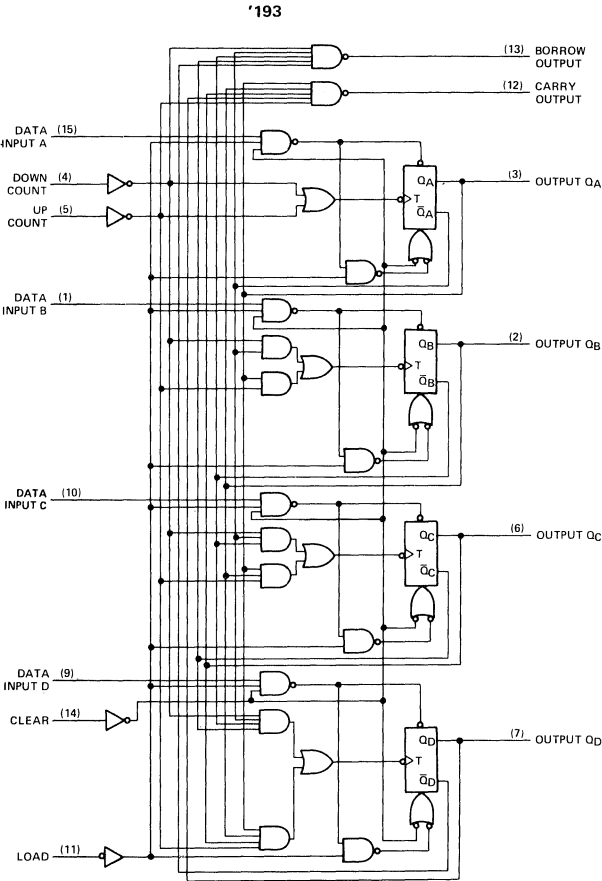 '193
(13) BORROW
OUTPUT
(12) CARRY
OUTPUT
DATA (15)
INPUT A
DOWN (4)
COUNT
UP (5)
COUNT
QA
T
Q̅A
(3) OUTPUT QA
DATA (1)
INPUT B
QB
T
Q̅B
(2) OUTPUT QB
DATA (10)
INPUT C
QC
T
Q̅C
(6) OUTPUT QC
DATA (9)
INPUT D
CLEAR (14)
QD
T
Q̅D
(7) OUTPUT QD
LOAD (11)